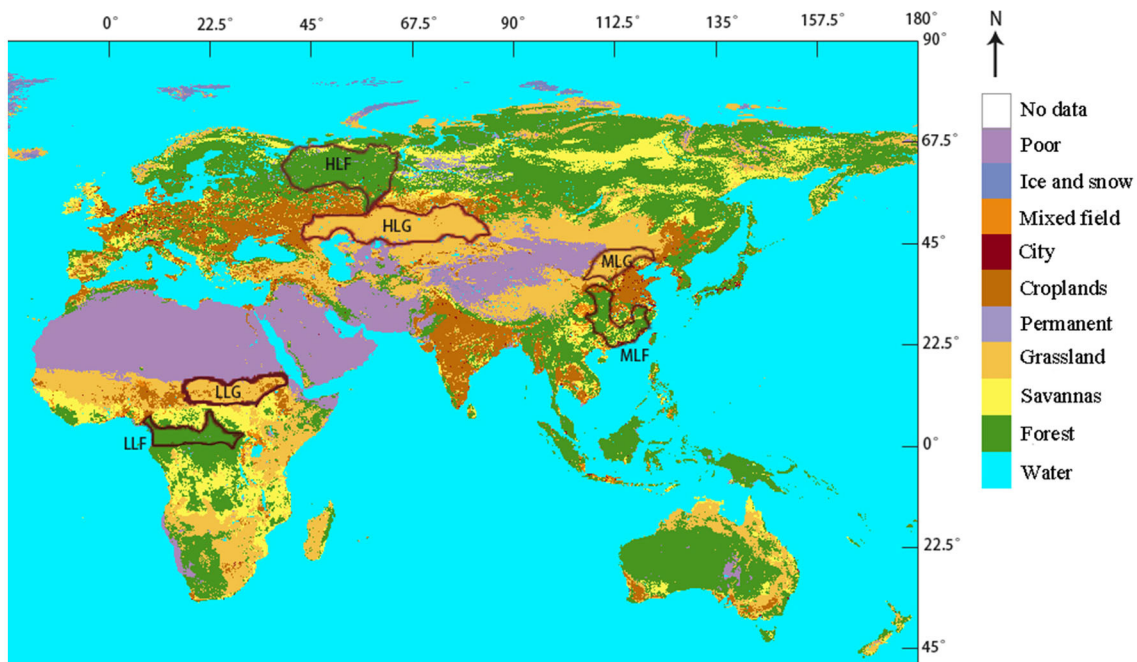 0° 22.5° 45° 67.5° 90° 112.5° 135° 157.5° 180°
90°
67.5°
45°
22.5°
0°
22.5°
45°
N
No data
Poor
Ice and snow
Mixed field
City
Croplands
Permanent
Grassland
Savannas
Forest
Water
HLF
HLG
MLG
MLF
LLG
LLF